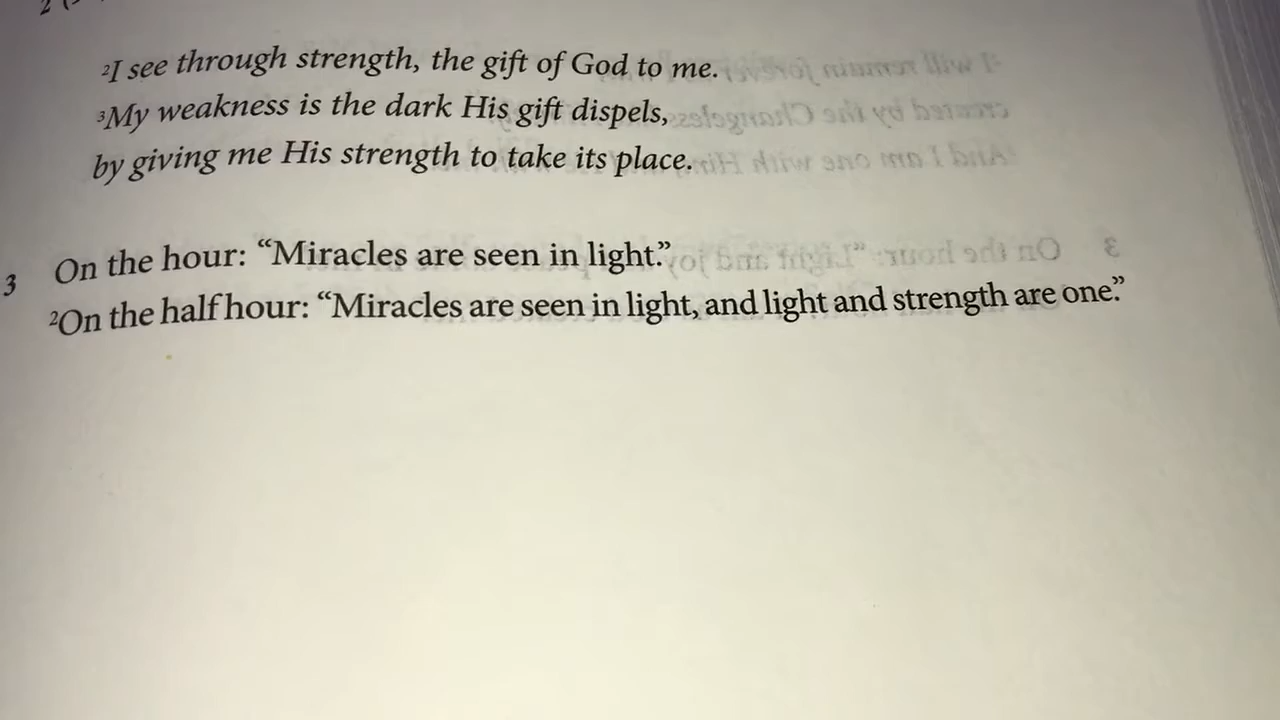 ²I see through strength, the gift of God to me.
³My weakness is the dark His gift dispels,
by giving me His strength to take its place.
3 On the hour: “Miracles are seen in light.”
²On the half hour: “Miracles are seen in light, and light and strength are one.”